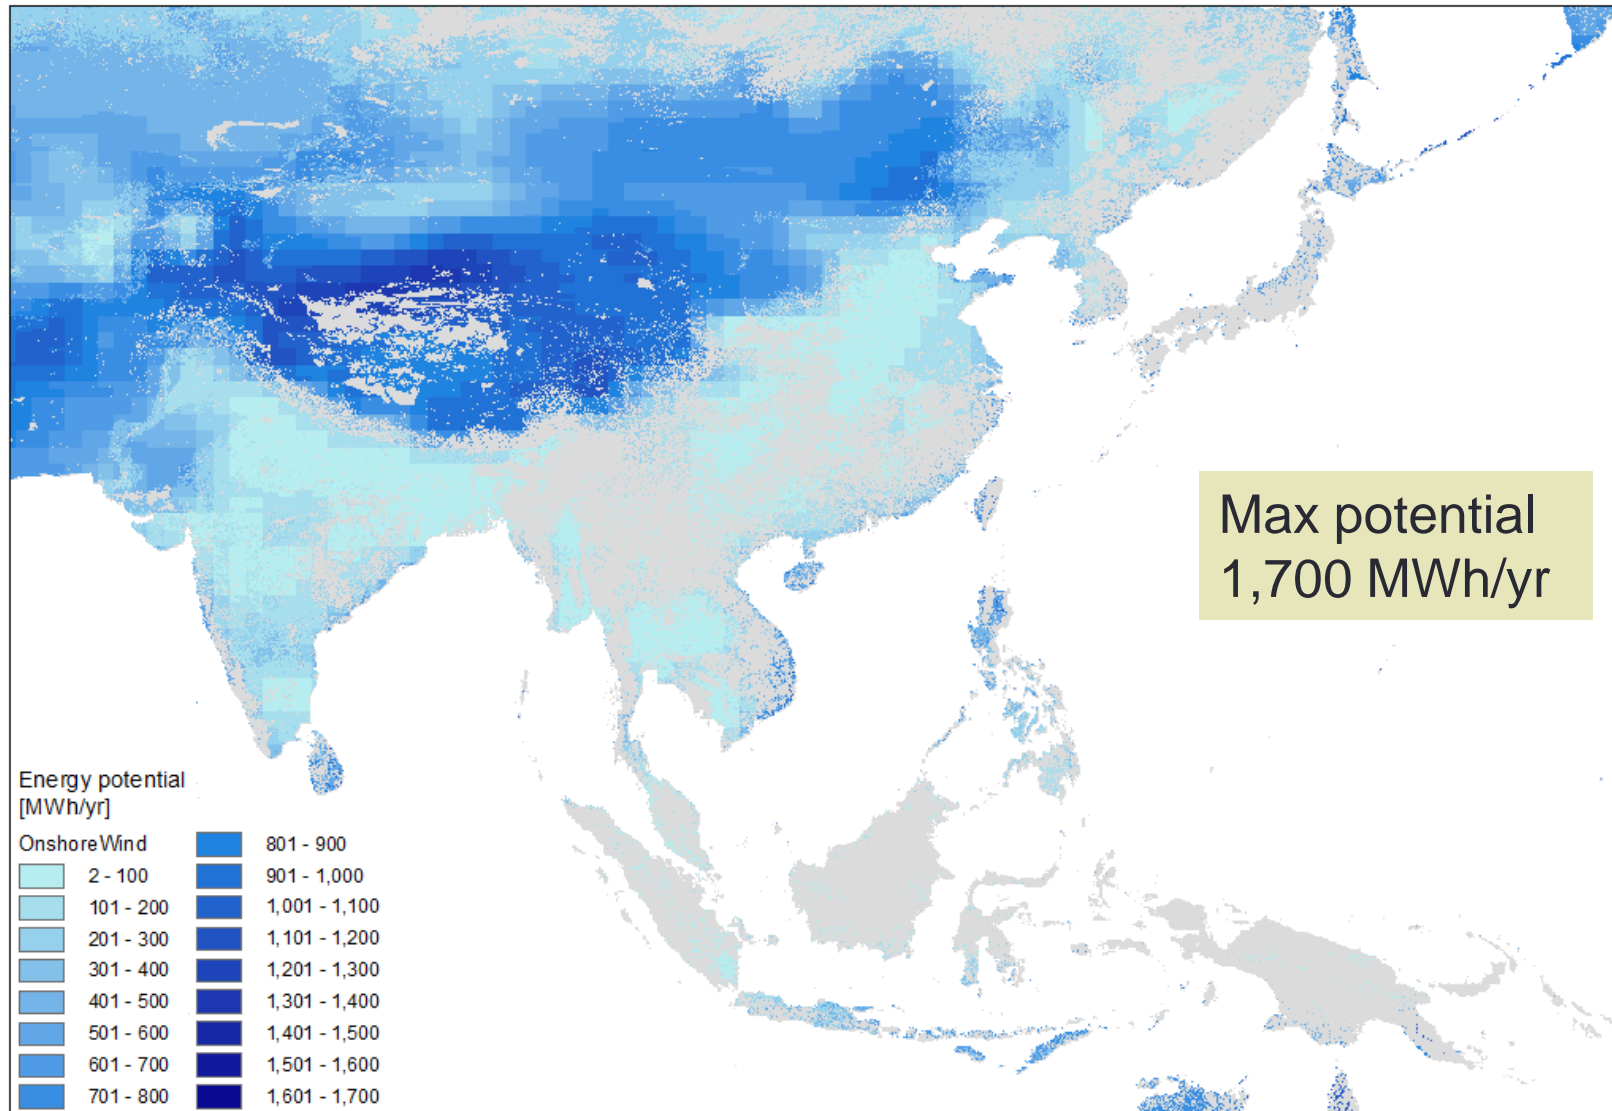 Max potential
1,700 MWh/yr
Energy potential
[MWh/yr]
OnshoreWind
2 - 100
101 - 200
201 - 300
301 - 400
401 - 500
501 - 600
601 - 700
701 - 800
801 - 900
901 - 1,000
1,001 - 1,100
1,101 - 1,200
1,201 - 1,300
1,301 - 1,400
1,401 - 1,500
1,501 - 1,600
1,601 - 1,700